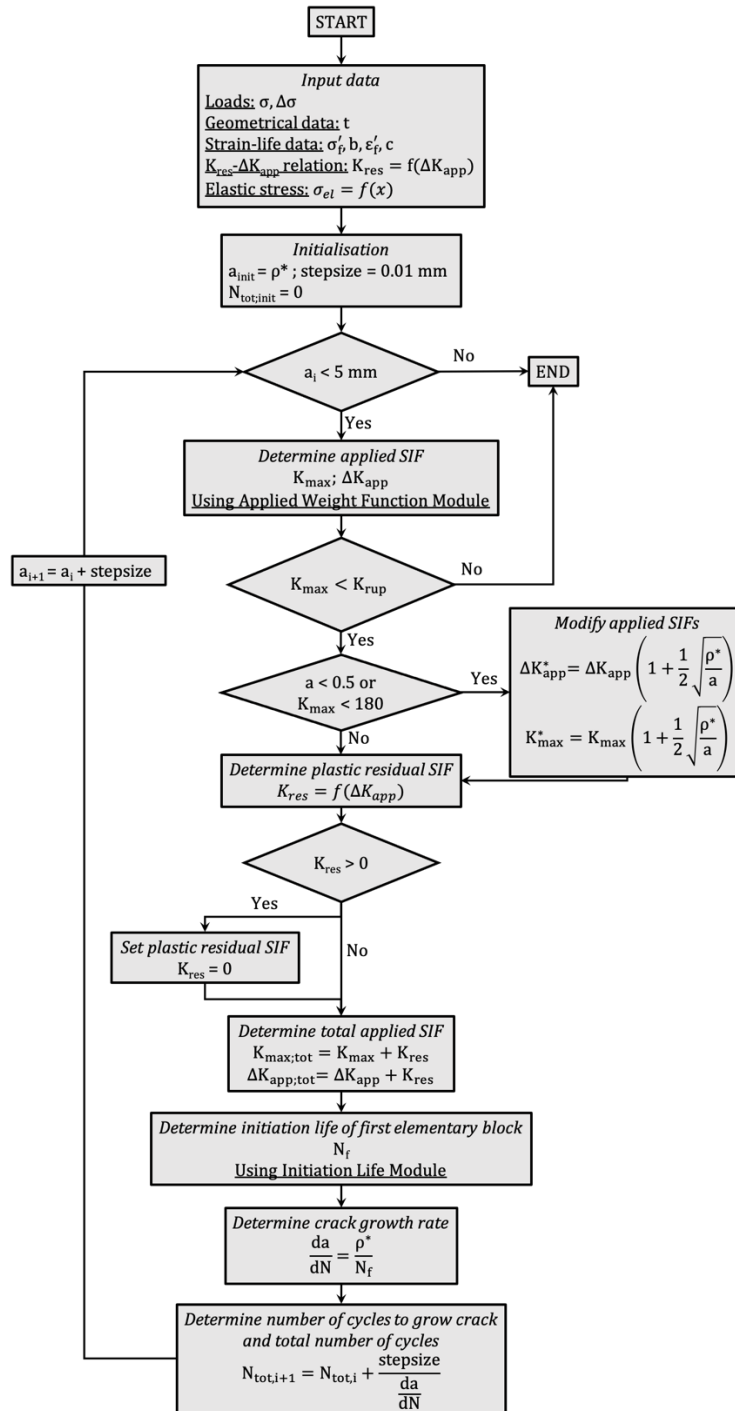 START
Input data
Loads: σ, Δσ
Geometrical data: t
Strain-life data: σ′f, b, ε′f, c
Kres-ΔKapp relation: Kres = f(ΔKapp)
Elastic stress: σel = f(x)
Initialisation
ainit = ρ* ; stepsize = 0.01 mm
Ntot;init = 0
ai < 5 mm
No
END
Yes
Determine applied SIF
Kmax; ΔKapp
Using Applied Weight Function Module
ai+1 = ai + stepsize
Kmax < Krup
No
Yes
a < 0.5 or
Kmax < 180
Yes
Modify applied SIFs
ΔK*app = ΔKapp (1 + 1/2 √(ρ*/a))
K*max = Kmax (1 + 1/2 √(ρ*/a))
No
Determine plastic residual SIF
Kres = f(ΔKapp)
Kres > 0
Yes
No
Set plastic residual SIF
Kres = 0
Determine total applied SIF
Kmax;tot = Kmax + Kres
ΔKapp;tot = ΔKapp + Kres
Determine initiation life of first elementary block
Nf
Using Initiation Life Module
Determine crack growth rate
da/dN = ρ*/Nf
Determine number of cycles to grow crack
and total number of cycles
Ntot,i+1 = Ntot,i + stepsize/(da/dN)